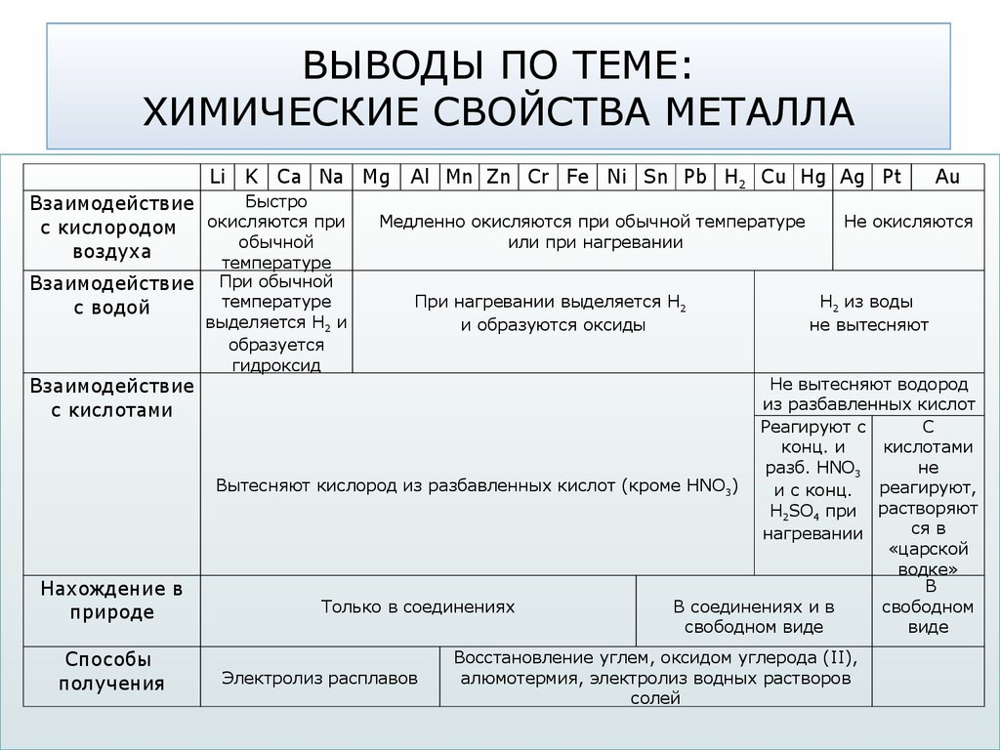 ВЫВОДЫ ПО ТЕМЕ:
ХИМИЧЕСКИЕ СВОЙСТВА МЕТАЛЛА
Li K Ca Na Mg Al Mn Zn Cr Fe Ni Sn Pb H₂ Cu Hg Ag Pt Au
Взаимодействие
с кислородом
воздуха
Быстро
окисляются при
обычной
температуре
Медленно окисляются при обычной температуре
или при нагревании
Не окисляются
Взаимодействие
с водой
При обычной
температуре
выделяется H₂ и
образуется
гидроксид
При нагревании выделяется H₂
и образуются оксиды
H₂ из воды
не вытесняют
Взаимодействие
с кислотами
Вытесняют кислород из разбавленных кислот (кроме HNO₃)
Не вытесняют водород
из разбавленных кислот
Реагируют с
конц. и
разб. HNO₃
и с конц.
H₂SO₄ при
нагревании
С
кислотами
не
реагируют,
растворяют
ся в
«царской
водке»
Нахождение в
природе
Только в соединениях
В соединениях и в
свободном виде
В
свободном
виде
Способы
получения
Электролиз расплавов
Восстановление углем, оксидом углерода (II),
алюмотермия, электролиз водных растворов
солей